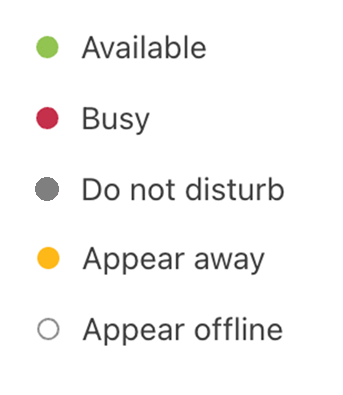 Available
Busy
Do not disturb
Appear away
Appear offline